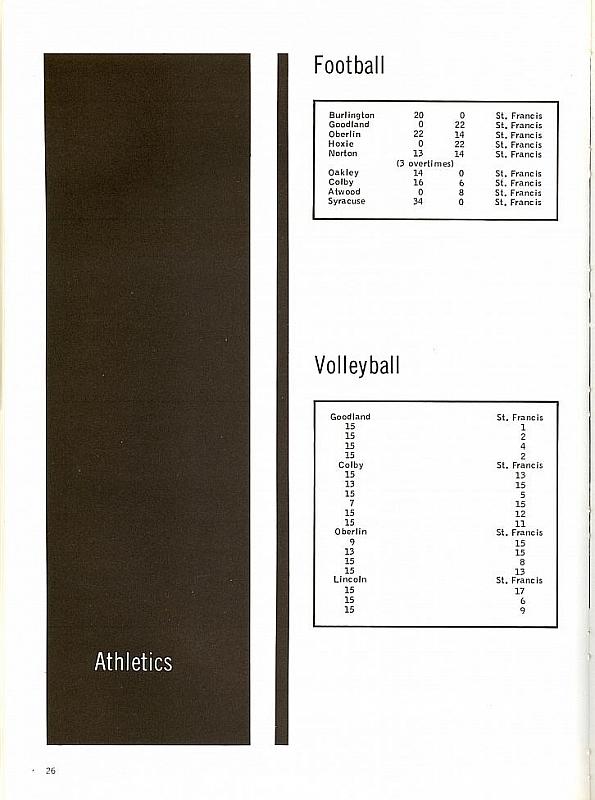 Football
Burlington 20 0 St. Francis
Goodland 0 22 St. Francis
Oberlin 22 14 St. Francis
Hoxie 0 22 St. Francis
Norton 13 14 St. Francis
(3 overtimes)
Oakley 14 0 St. Francis
Colby 16 6 St. Francis
Atwood 0 8 St. Francis
Syracuse 34 0 St. Francis
Volleyball
Goodland St. Francis
15 1
15 2
15 4
15 2
Colby St. Francis
15 13
13 15
15 5
7 15
15 12
15 11
Oberlin St. Francis
9 15
13 15
15 8
15 13
Lincoln St. Francis
15 17
15 6
15 9
Athletics
26